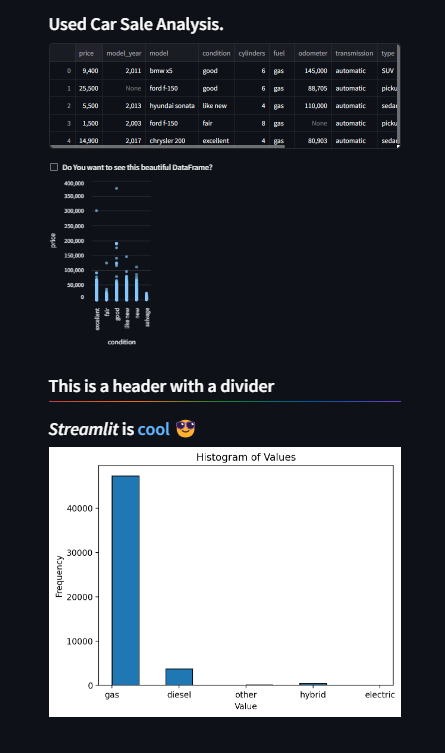 Used Car Sale Analysis.
price model_year model condition cylinders fuel odometer transmission type
0 9,400 2,011 bmw x5 good 6 gas 145,000 automatic SUV
1 25,500 None ford f-150 good 6 gas 88,705 automatic picku
2 5,500 2,013 hyundai sonata like new 4 gas 110,000 automatic sedan
3 1,500 2,003 ford f-150 fair 8 gas None automatic picku
4 14,900 2,017 chrysler 200 excellent 4 gas 80,903 automatic sedan
Do You want to see this beautiful DataFrame?
400,000
350,000
300,000
250,000
200,000
150,000
100,000
50,000
0
price
excellent fair good like new new salvage
condition
This is a header with a divider
Streamlit is cool 😎
Histogram of Values
40000
30000
20000
10000
0
Frequency
gas diesel other hybrid electric
Value